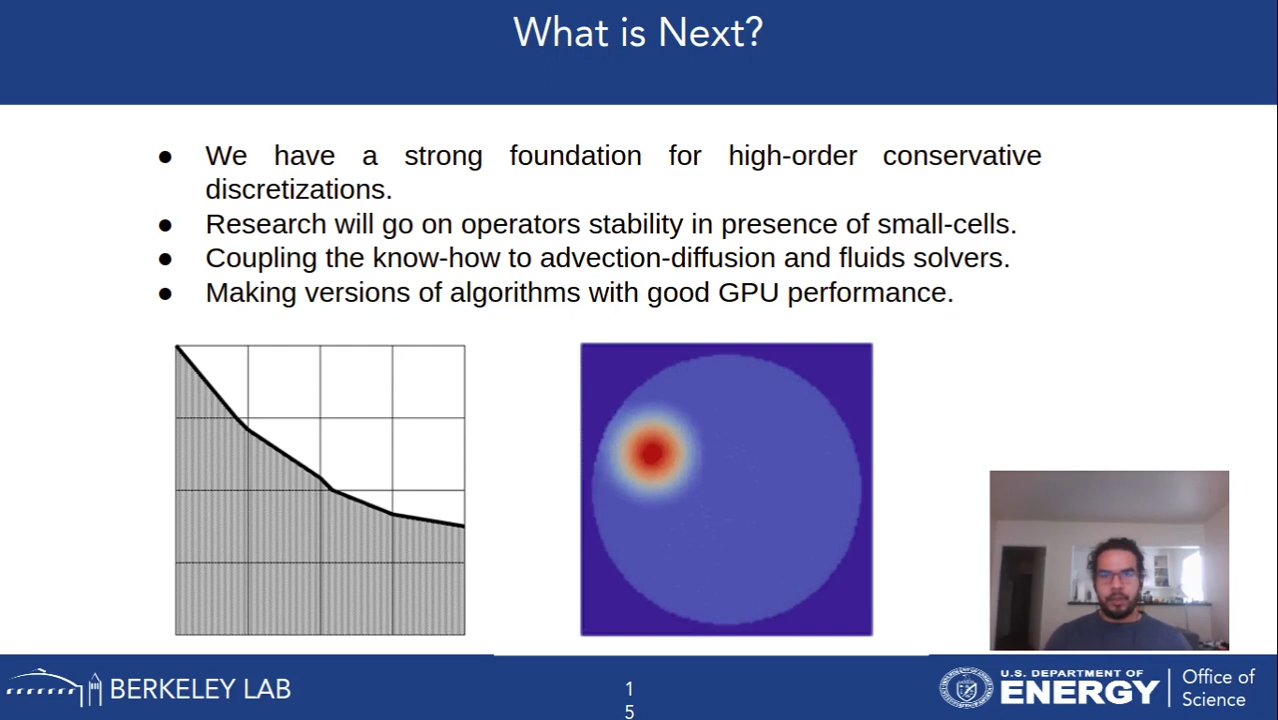 What is Next?
● We have a strong foundation for high-order conservative
discretizations.
● Research will go on operators stability in presence of small-cells.
● Coupling the know-how to advection-diffusion and fluids solvers.
● Making versions of algorithms with good GPU performance.
BERKELEY LAB
1
5
U.S. DEPARTMENT OF
ENERGY
Office of
Science